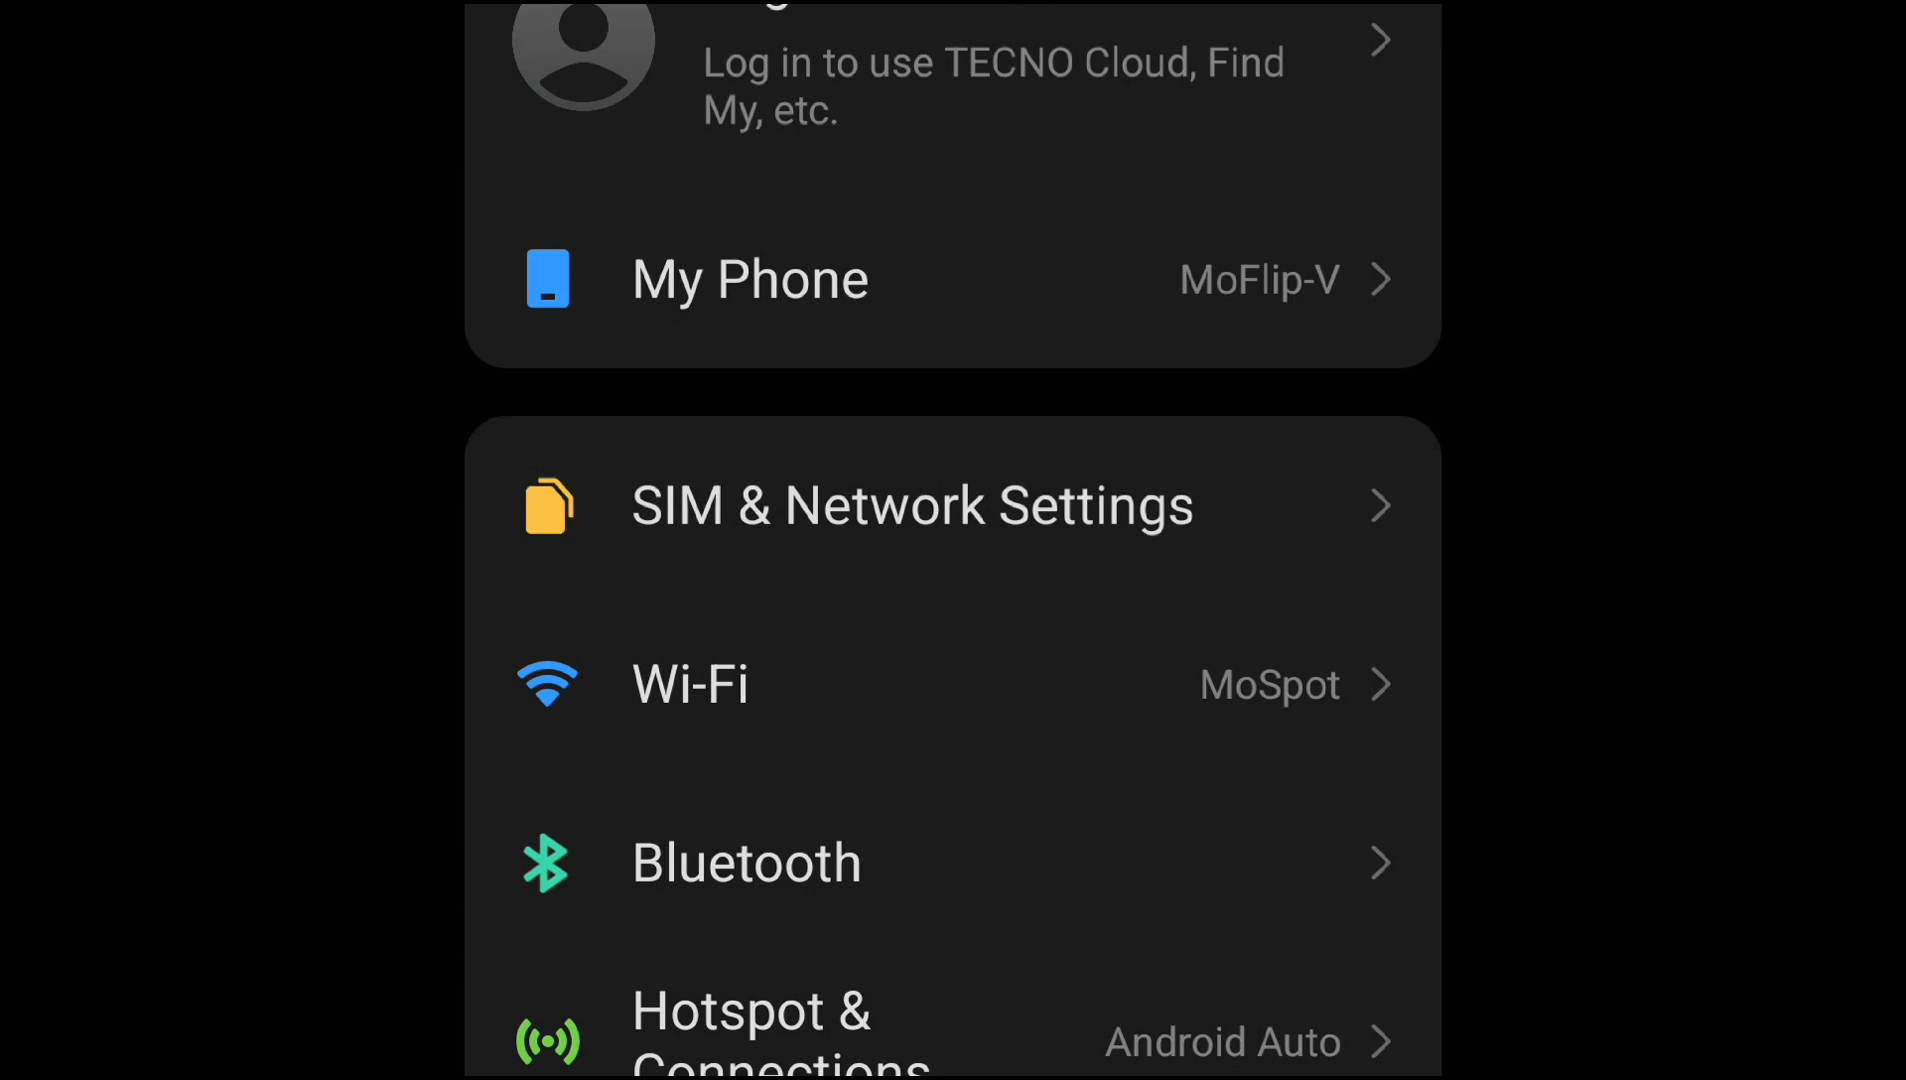 Log in to use TECNO Cloud, Find
My, etc.
My Phone
MoFlip-V
SIM & Network Settings
Wi-Fi
MoSpot
Bluetooth
Hotspot &
Connections
Android Auto